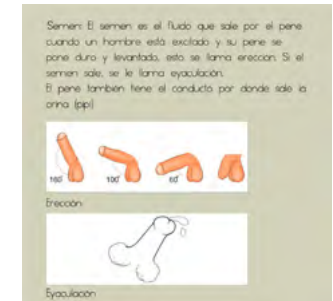 Semen: El semen es el fluido que sale por el pene
cuando un hombre está excitado y su pene se
pone duro y levantado, esto se llama erección. Si el
semen sale, se le llama eyaculación.
El pene también tiene el conducto por donde sale la
orina (pipi)
160° 100° 60°
Erección
Eyaculación